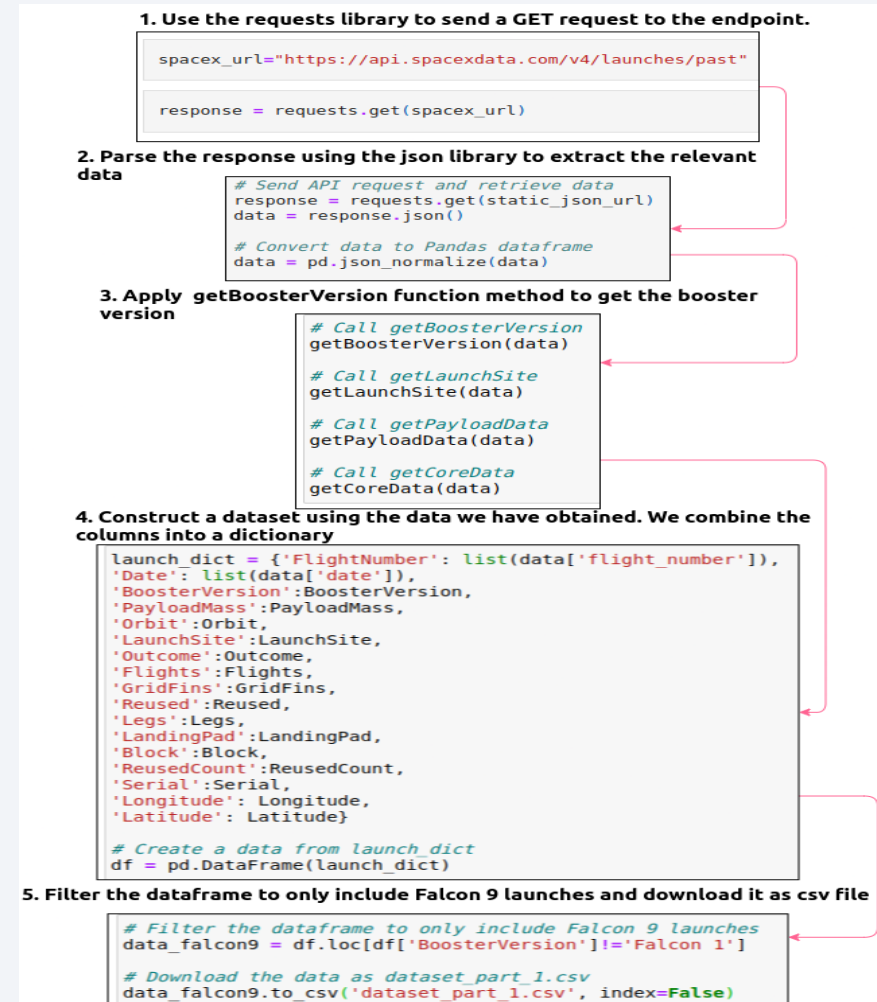 1. Use the requests library to send a GET request to the endpoint.
spacex_url="https://api.spacexdata.com/v4/launches/past"
response = requests.get(spacex_url)
2. Parse the response using the json library to extract the relevant
data
# Send API request and retrieve data
response = requests.get(static_json_url)
data = response.json()
# Convert data to Pandas dataframe
data = pd.json_normalize(data)
3. Apply  getBoosterVersion function method to get the booster
version
# Call getBoosterVersion
getBoosterVersion(data)
# Call getLaunchSite
getLaunchSite(data)
# Call getPayloadData
getPayloadData(data)
# Call getCoreData
getCoreData(data)
4. Construct a dataset using the data we have obtained. We combine the
columns into a dictionary
launch_dict = {'FlightNumber': list(data['flight_number']),
'Date': list(data['date']),
'BoosterVersion':BoosterVersion,
'PayloadMass':PayloadMass,
'Orbit':Orbit,
'LaunchSite':LaunchSite,
'Outcome':Outcome,
'Flights':Flights,
'GridFins':GridFins,
'Reused':Reused,
'Legs':Legs,
'LandingPad':LandingPad,
'Block':Block,
'ReusedCount':ReusedCount,
'Serial':Serial,
'Longitude': Longitude,
'Latitude': Latitude}
# Create a data from launch_dict
df = pd.DataFrame(launch_dict)
5. Filter the dataframe to only include Falcon 9 launches and download it as csv file
# Filter the dataframe to only include Falcon 9 launches
data_falcon9 = df.loc[df['BoosterVersion']!='Falcon 1']
# Download the data as dataset_part_1.csv
data_falcon9.to_csv('dataset_part_1.csv', index=False)